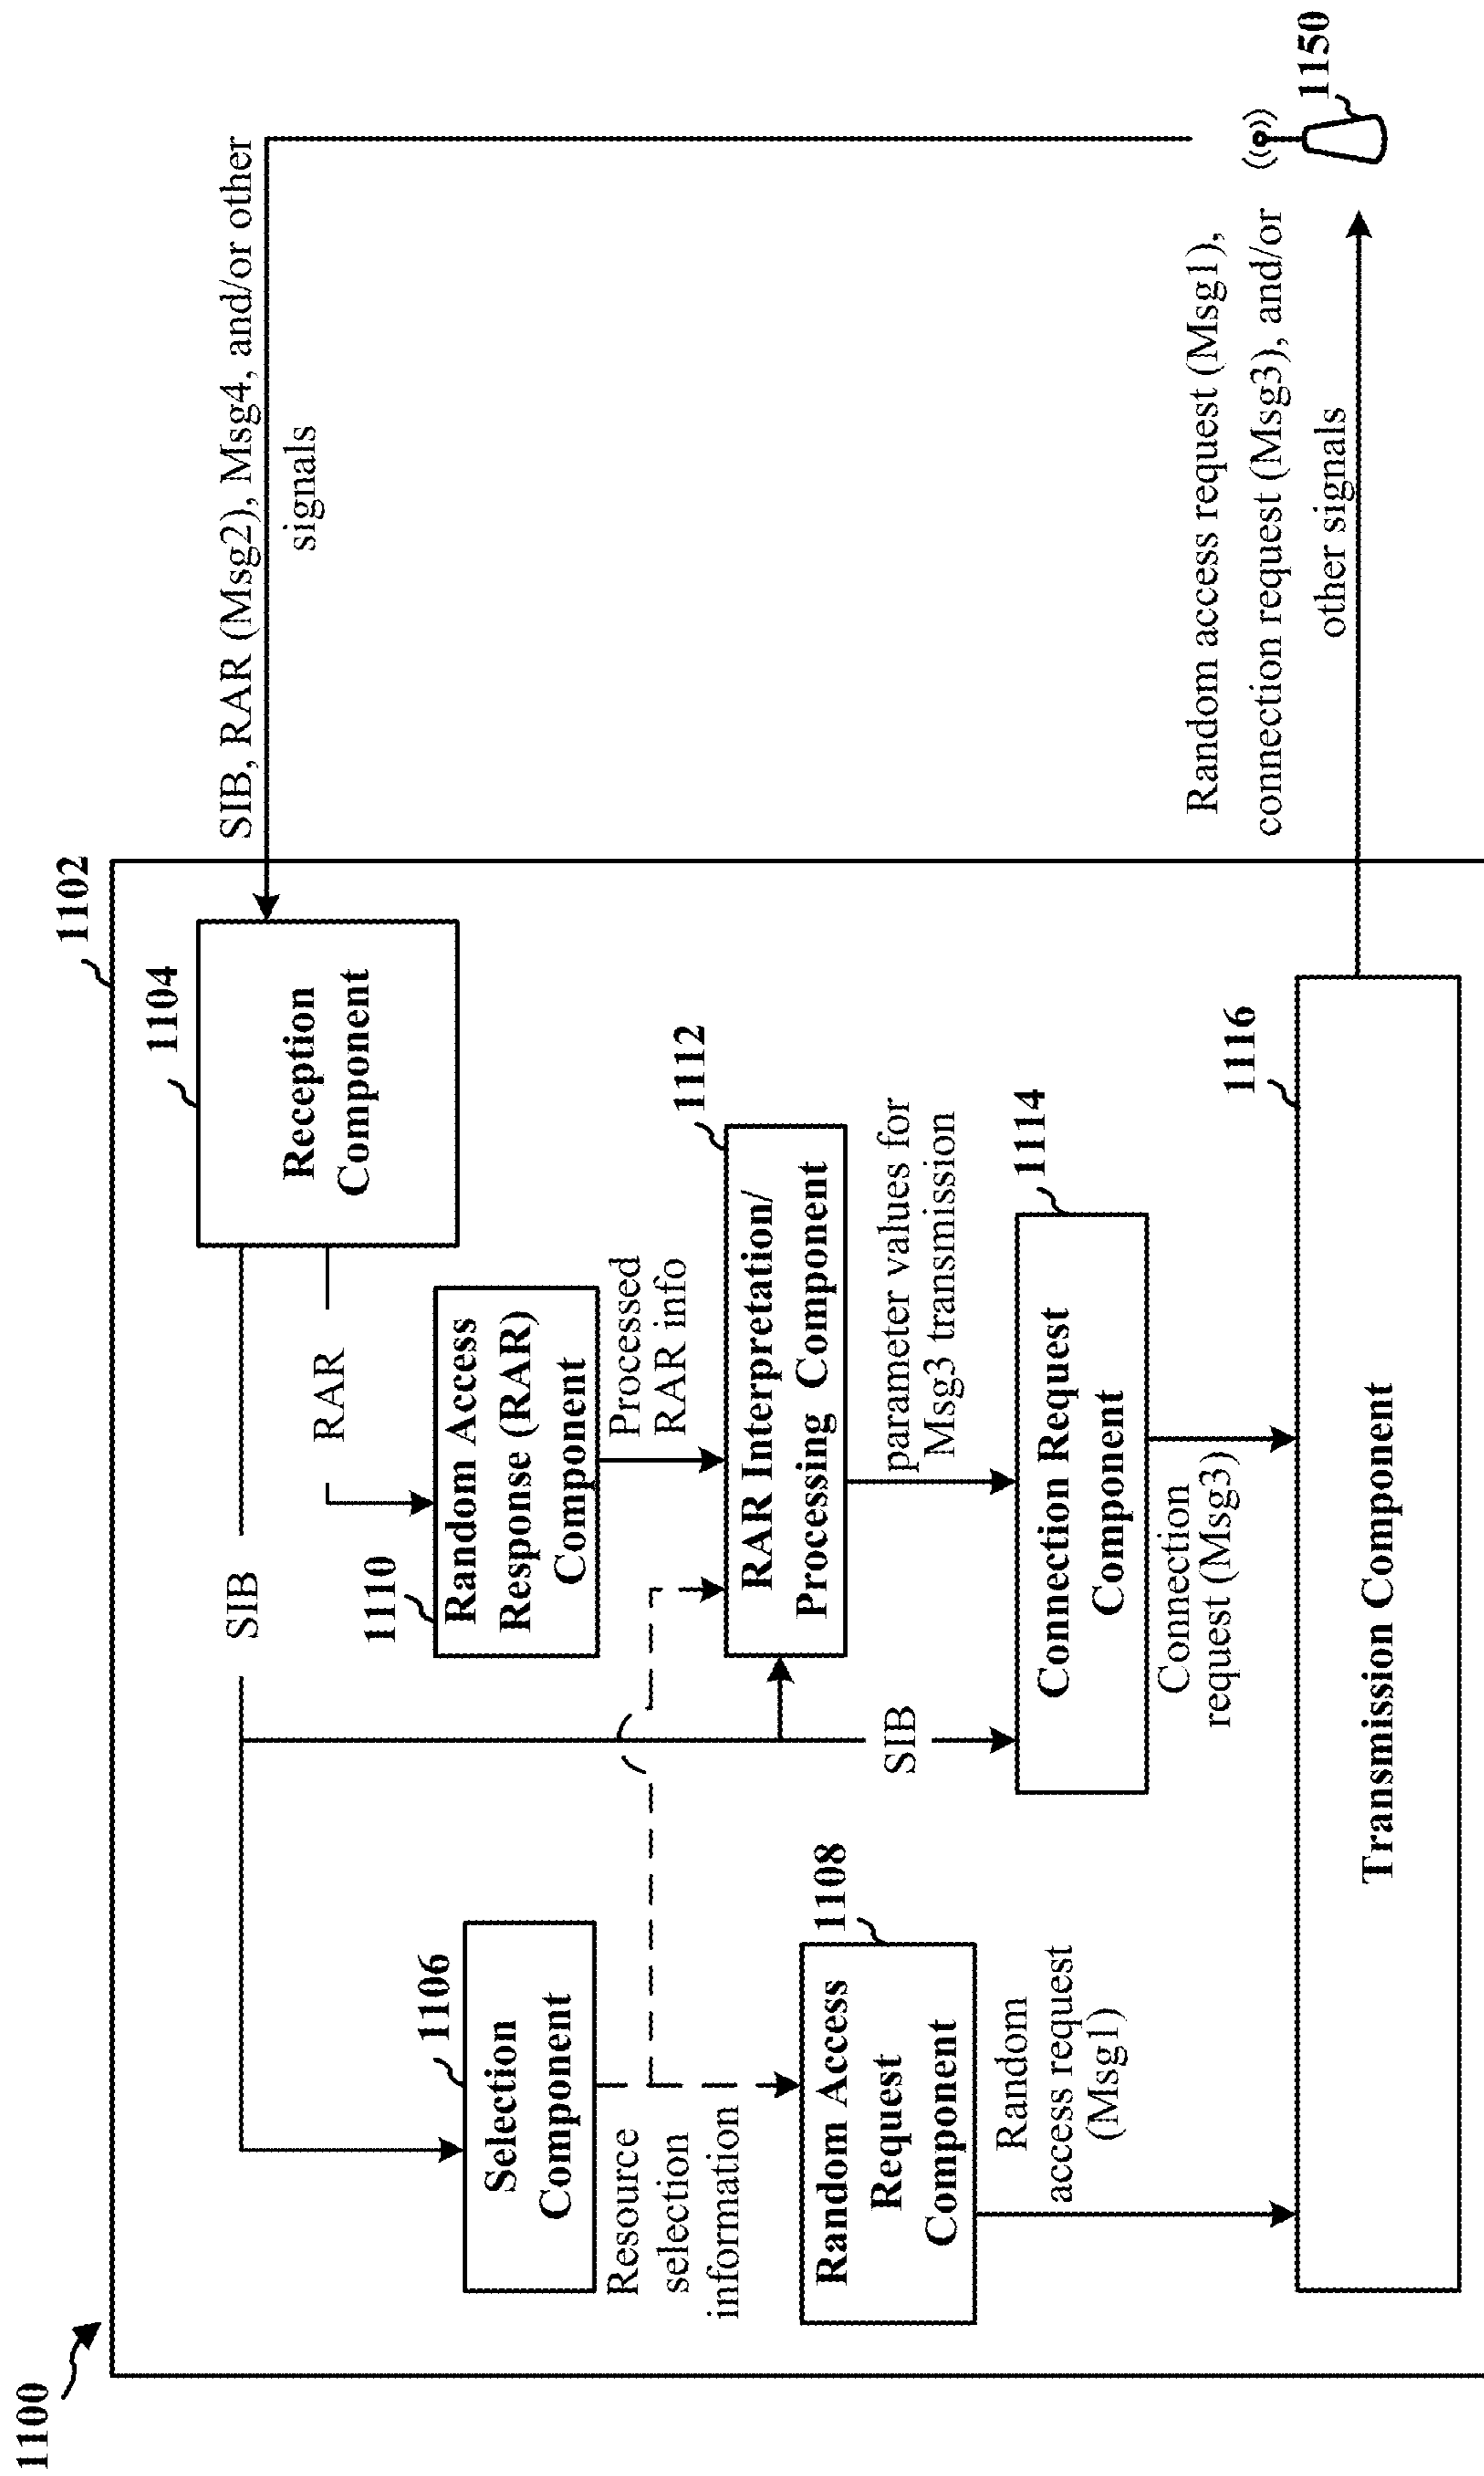 1100
1102
1104
Reception
Component
SIB, RAR (Msg2), Msg4, and/or other
signals
SIB
RAR
1106
Selection
Component
Resource
selection
information
1110
Random Access
Response (RAR)
Component
Processed
RAR info
1112
RAR Interpretation/
Processing Component
parameter values for
Msg3 transmission
SIB
1108
Random Access
Request
Component
Random
access request
(Msg1)
1114
Connection Request
Component
Connection
request (Msg3)
1116
Transmission Component
Random access request (Msg1),
connection request (Msg3), and/or
other signals
1150